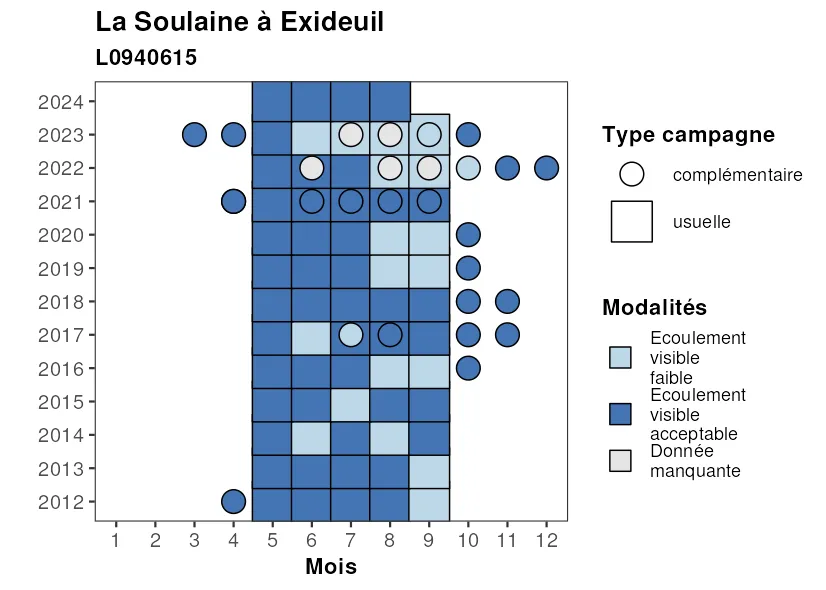 La Soulaine à Exideuil
L0940615
2024
2023
2022
2021
2020
2019
2018
2017
2016
2015
2014
2013
2012
1 2 3 4 5 6 7 8 9 10 11 12
Mois
Type campagne
complémentaire
usuelle
Modalités
Ecoulement
visible
faible
Ecoulement
visible
acceptable
Donnée
manquante